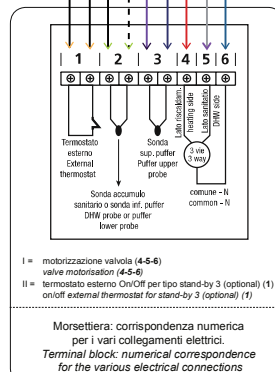 1 2 3 4 5 6
Lato riscaldam.
heating side
Lato sanitario
DHW side
Termostato
esterno
External
thermostat
Sonda
sup. puffer
Puffer upper
probe
3 vie
3 way
Sonda accumulo
sanitario o sonda inf. puffer
DHW probe or puffer
lower probe
comune - N
common - N
I = motorizzazione valvola (4-5-6)
valve motorisation (4-5-6)
II = termostato esterno On/Off per tipo stand-by 3 (optional) (1)
on/off external thermostat for stand-by 3 (optional) (1)
Morsettiera: corrispondenza numerica
per i vari collegamenti elettrici.
Terminal block: numerical correspondence
for the various electrical connections